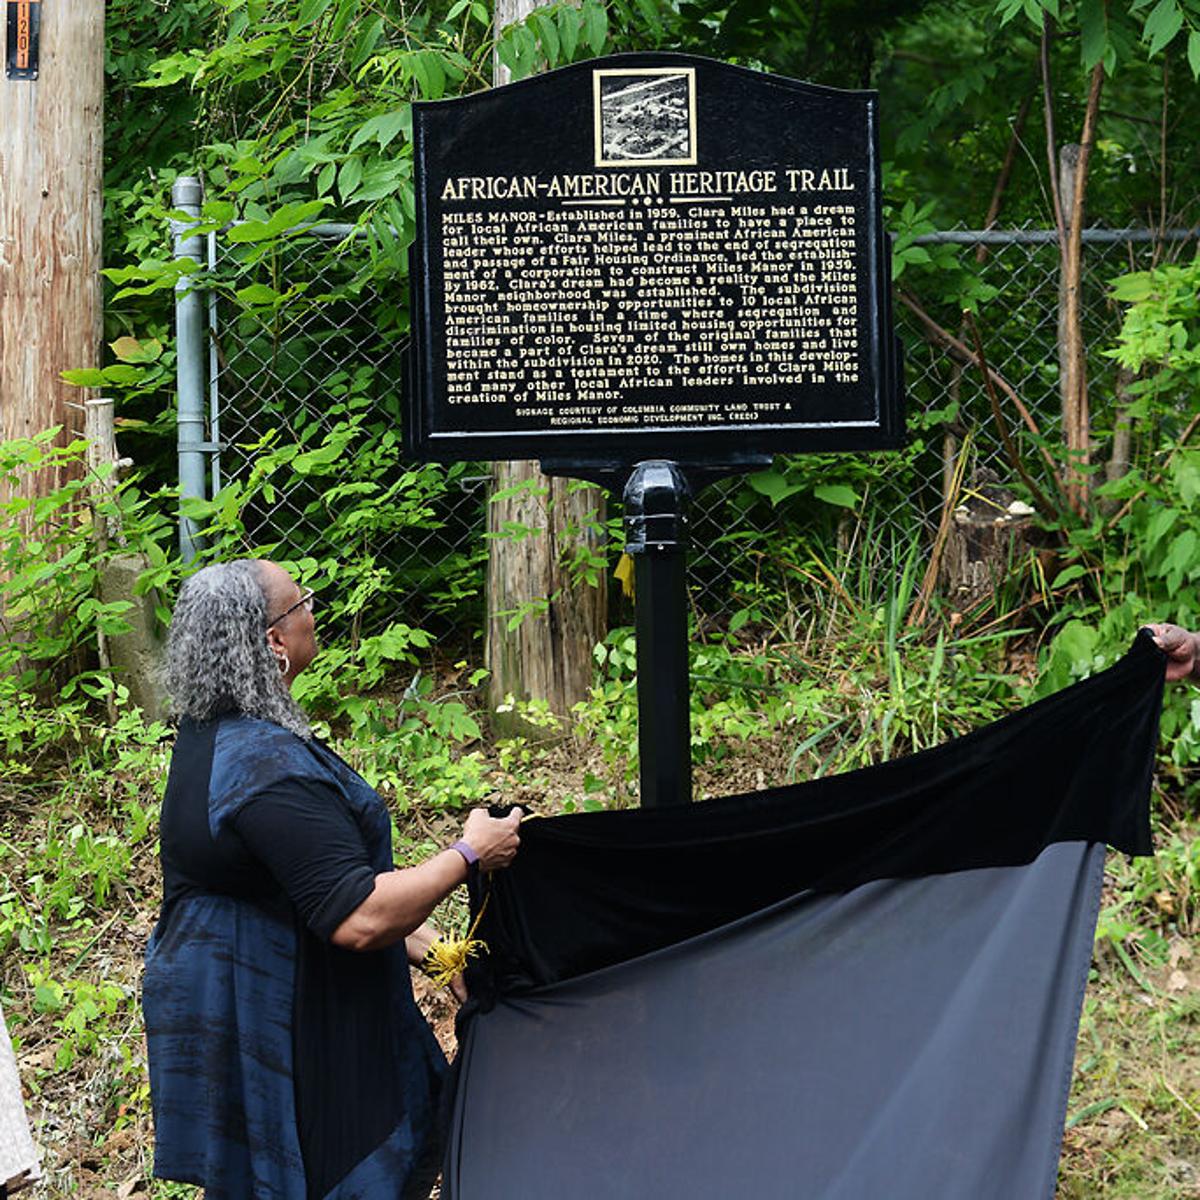 1201
AFRICAN-AMERICAN HERITAGE TRAIL
MILES MANOR-Established in 1959. Clara Miles had a dream
for local African American families to have a place to
call their own. Clara Miles, a prominent African American
leader whose efforts helped lead to the end of segregation
and passage of a Fair Housing Ordinance, led the establish-
ment of a corporation to construct Miles Manor in 1959.
By 1962, Clara's dream had become a reality and the Miles
Manor neighborhood was established. The subdivision
brought homeownership opportunities to 10 local African
American families in a time where segregation and
discrimination in housing limited housing opportunities for
families of color. Seven of the original families that
became a part of Clara's dream still own homes and live
within the subdivision in 2020. The homes in this develop-
ment stand as a testament to the efforts of Clara Miles
and many other local African leaders involved in the
creation of Miles Manor.
SIGNAGE COURTESY OF COLUMBIA COMMUNITY LAND TRUST &
REGIONAL ECONOMIC DEVELOPMENT INC. (REDI)